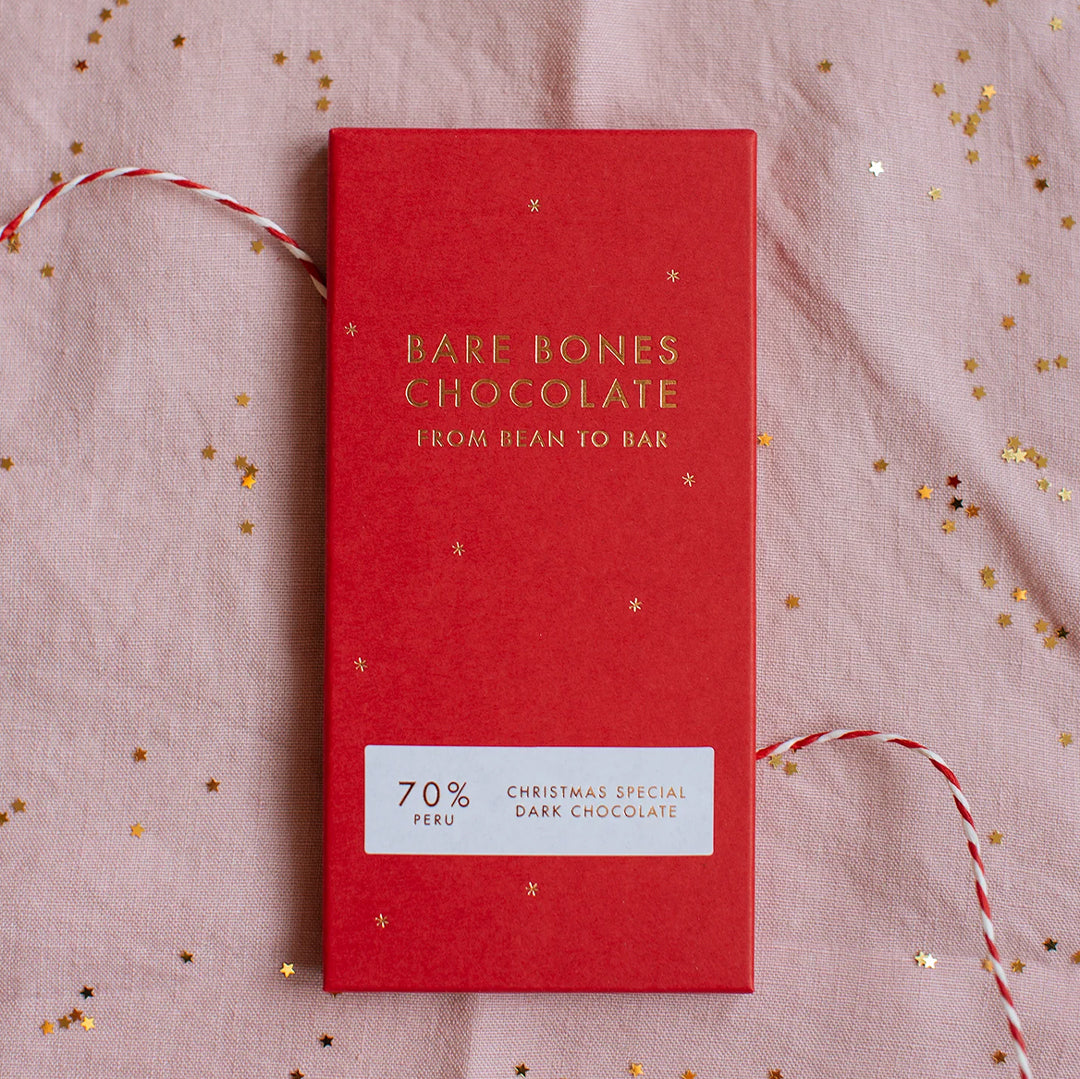 BARE BONES
CHOCOLATE
FROM BEAN TO BAR
70%
PERU
CHRISTMAS SPECIAL
DARK CHOCOLATE